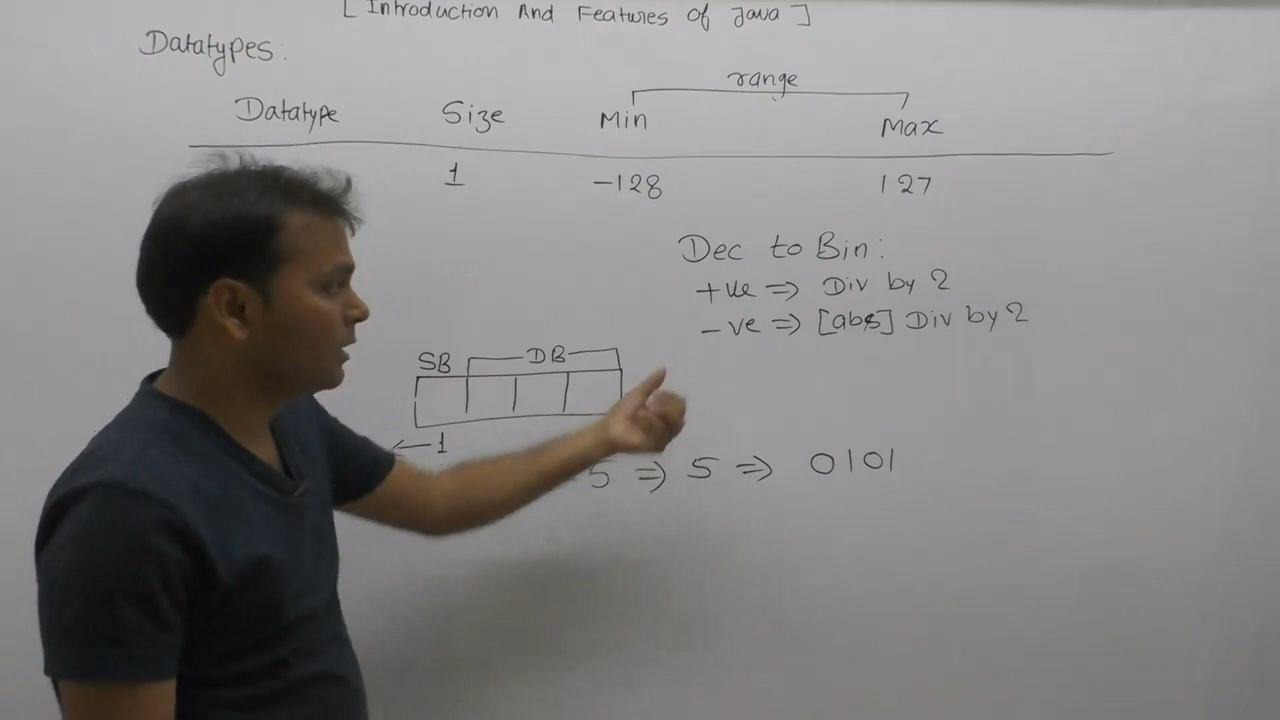 [ Introduction And Features of Java ]
Datatypes:
range
Datatype Size Min Max
1 -128 127
Dec to Bin:
+ve => Div by 2
-ve => [abs] Div by 2
SB DB
← 1
5 => 5 => 0101